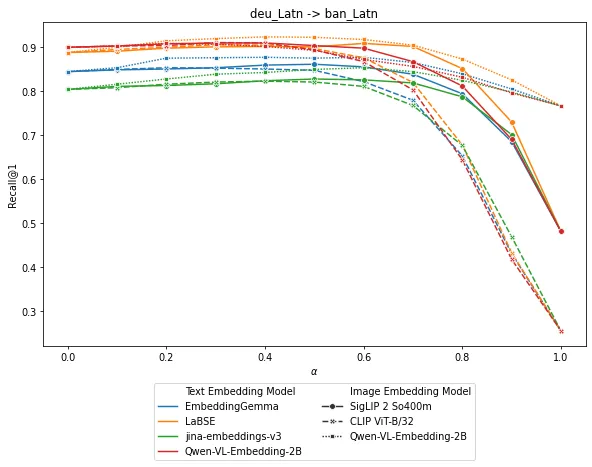 deu_Latn -> ban_Latn
Recall@1
0.9
0.8
0.7
0.6
0.5
0.4
0.3
0.0
0.2
0.4
0.6
0.8
1.0
α
Text Embedding Model
EmbeddingGemma
LaBSE
jina-embeddings-v3
Qwen-VL-Embedding-2B
Image Embedding Model
SigLIP 2 So400m
CLIP ViT-B/32
Qwen-VL-Embedding-2B